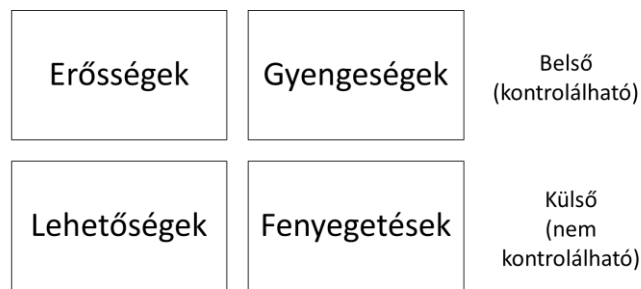 Erősségek
Gyengeségek
Belső
(kontrolálható)
Lehetőségek
Fenyegetések
Külső
(nem
kontrolálható)